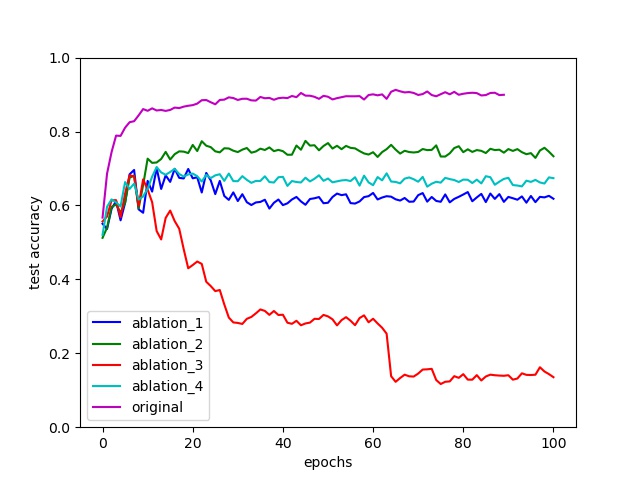 1.0
0.8
0.6
0.4
0.2
0.0
test accuracy
ablation_1
ablation_2
ablation_3
ablation_4
original
0 20 40 60 80 100
epochs